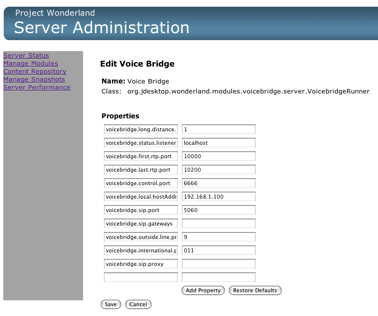 Project Wonderland
Server Administration
Server Status
Manage Modules
Content Repository
Manage Snapshots
Server Performance
Edit Voice Bridge
Name: Voice Bridge
Class: org.jdesktop.wonderland.modules.voicebridge.server.VoicebridgeRunner
Properties
voicebridge.long.distance. 1
voicebridge.status.listener localhost
voicebridge.first.rtp.port 10000
voicebridge.last.rtp.port 10200
voicebridge.control.port 6666
voicebridge.local.hostAddr 192.168.1.100
voicebridge.sip.port 5060
voicebridge.sip.gateways
voicebridge.outside.line.pr 9
voicebridge.international.p 011
voicebridge.sip.proxy
Add Property Restore Defaults
Save Cancel